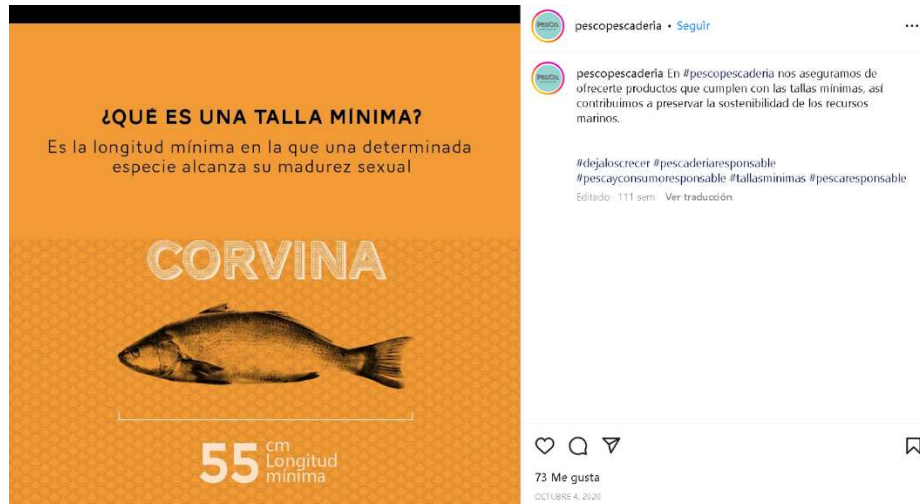 ¿QUÉ ES UNA TALLA MÍNIMA?
Es la longitud mínima en la que una determinada
especie alcanza su madurez sexual
CORVINA
55 cm
Longitud
mínima
PesCo.
pescopescaderia • Seguir
PesCo.
pescopescaderia En #pescopescaderia nos aseguramos de
ofrecerte productos que cumplen con las tallas mínimas, así
contribuimos a preservar la sostenibilidad de los recursos
marinos.
#dejaloscrecer #pescaderiaresponsable
#pescayconsumoresponsable #tallasminimas #pescaresponsable
Editado · 111 sem Ver traducción
73 Me gusta
OCTUBRE 4, 2020